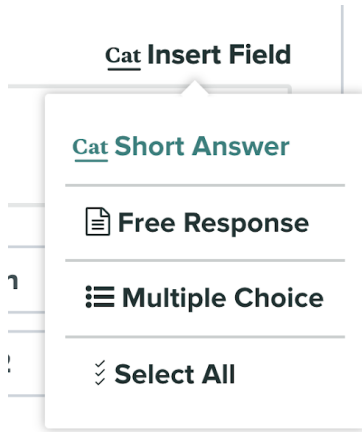 Cat Insert Field
Cat Short Answer
Free Response
Multiple Choice
Select All